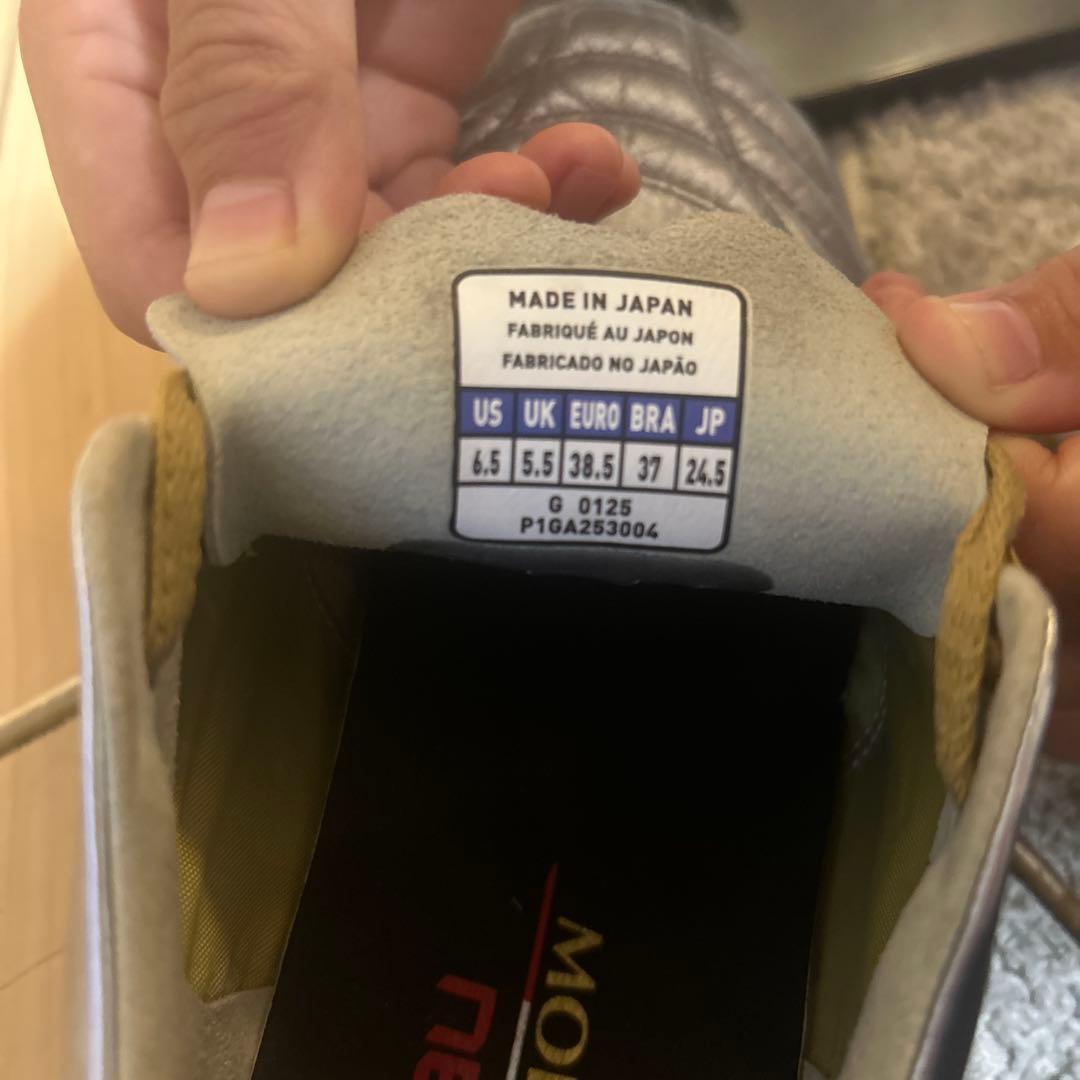 MADE IN JAPAN
FABRIQUÉ AU JAPON
FABRICADO NO JAPÃO
US UK EURO BRA JP
6.5 5.5 38.5 37 24.5
G 0125
P1GA253004